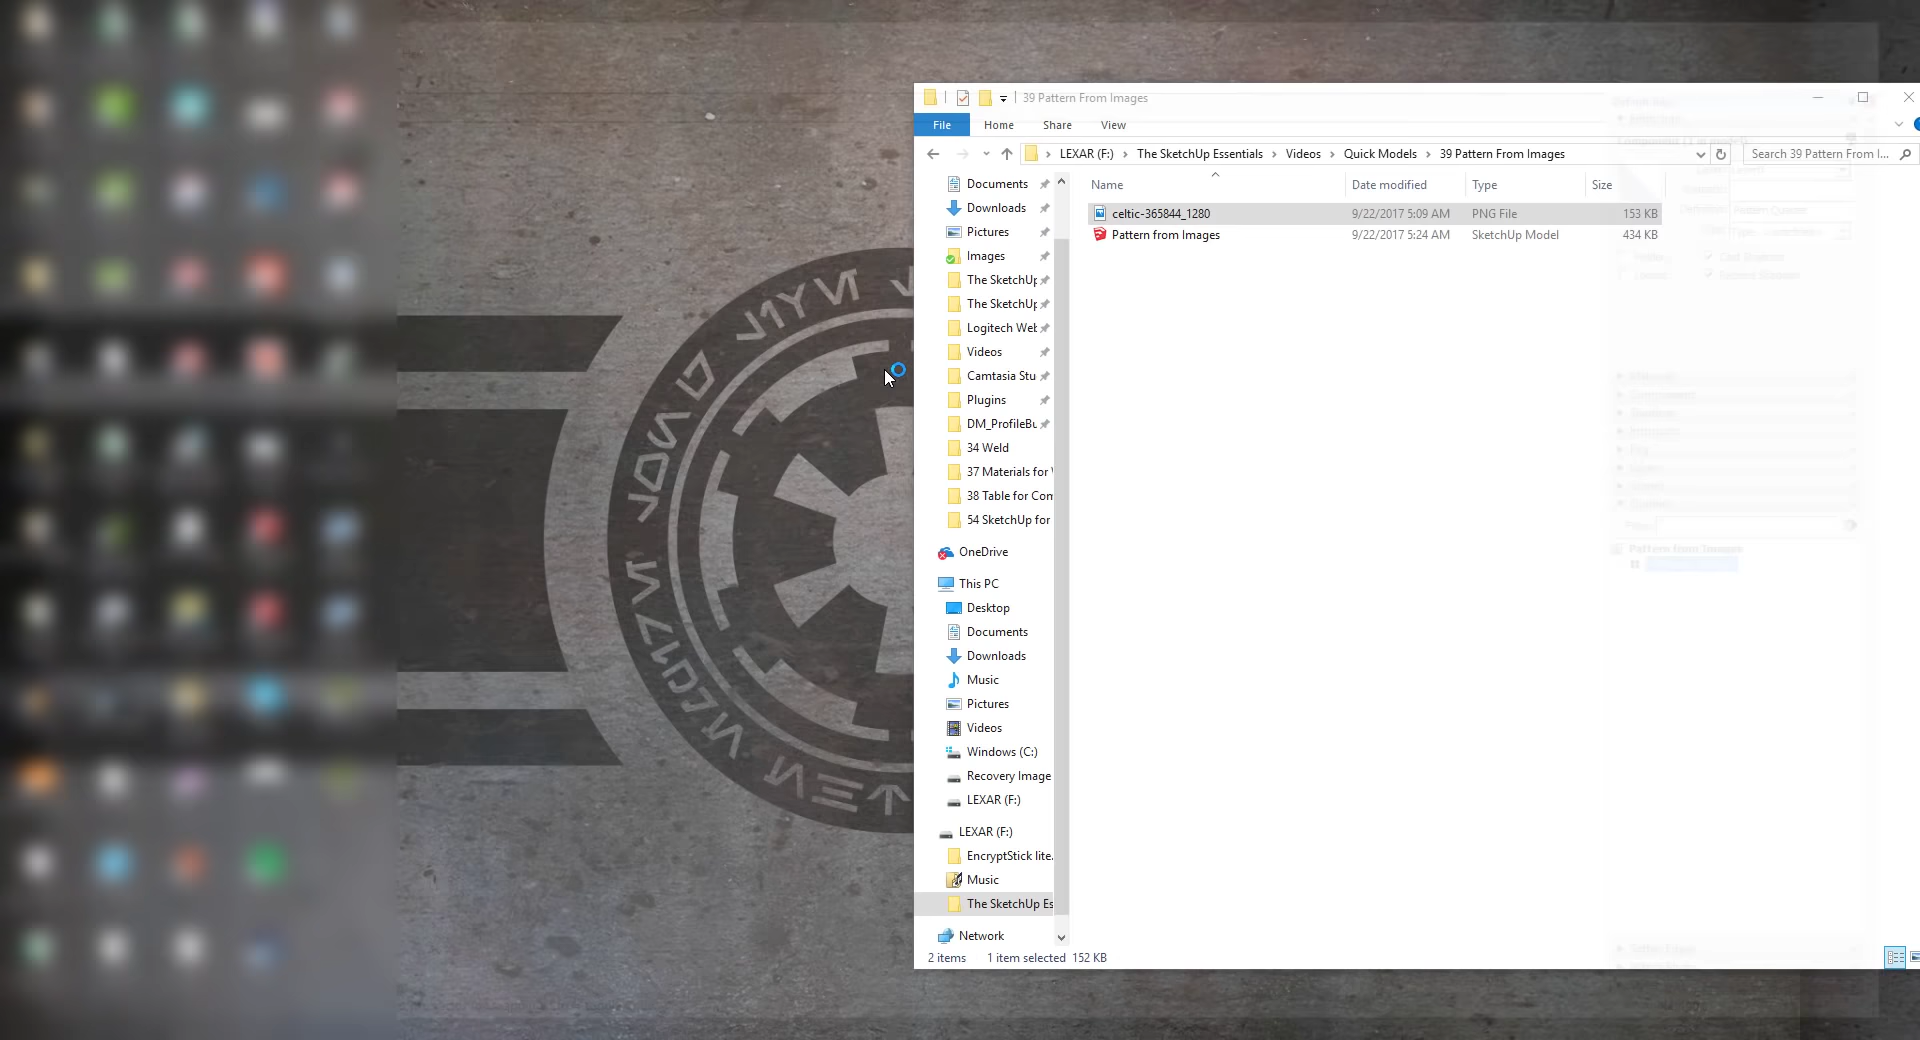 39 Pattern From Images
File Home Share View
LEXAR (F:) The SketchUp Essentials Videos Quick Models 39 Pattern From Images
Search 39 Pattern From I...
Name Date modified Type Size
celtic-365844_1280 9/22/2017 5:09 AM PNG File 153 KB
Pattern from Images 9/22/2017 5:24 AM SketchUp Model 434 KB
Documents
Downloads
Pictures
Images
The SketchUp
The SketchUp
Logitech Web
Videos
Camtasia Stu
Plugins
DM_ProfileBu
34 Weld
37 Materials for
38 Table for Com
54 SketchUp for
OneDrive
This PC
Desktop
Documents
Downloads
Music
Pictures
Videos
Windows (C:)
Recovery Image
LEXAR (F:)
LEXAR (F:)
EncryptStick lite.
Music
The SketchUp Es
Network
2 items 1 item selected 152 KB
Pattern from Images